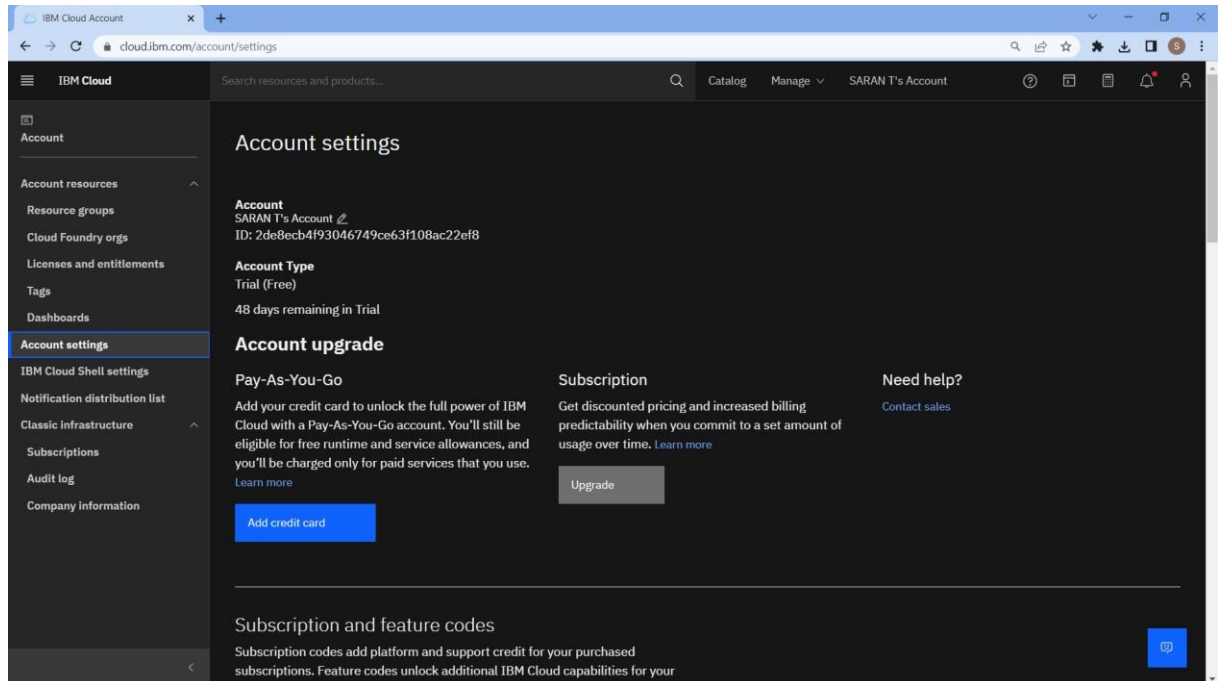 IBM Cloud Account
cloud.ibm.com/account/settings
S
IBM Cloud
Search resources and products...
Catalog
Manage
SARAN T's Account
Account
Account resources
Resource groups
Cloud Foundry orgs
Licenses and entitlements
Tags
Dashboards
Account settings
IBM Cloud Shell settings
Notification distribution list
Classic infrastructure
Subscriptions
Audit log
Company information
Account settings
Account
SARAN T's Account
ID: 2de8ecb4f93046749ce63f108ac22ef8
Account Type
Trial (Free)
48 days remaining in Trial
Account upgrade
Pay-As-You-Go
Add your credit card to unlock the full power of IBM
Cloud with a Pay-As-You-Go account. You'll still be
eligible for free runtime and service allowances, and
you'll be charged only for paid services that you use.
Learn more
Add credit card
Subscription
Get discounted pricing and increased billing
predictability when you commit to a set amount of
usage over time. Learn more
Upgrade
Need help?
Contact sales
Subscription and feature codes
Subscription codes add platform and support credit for your purchased
subscriptions. Feature codes unlock additional IBM Cloud capabilities for your